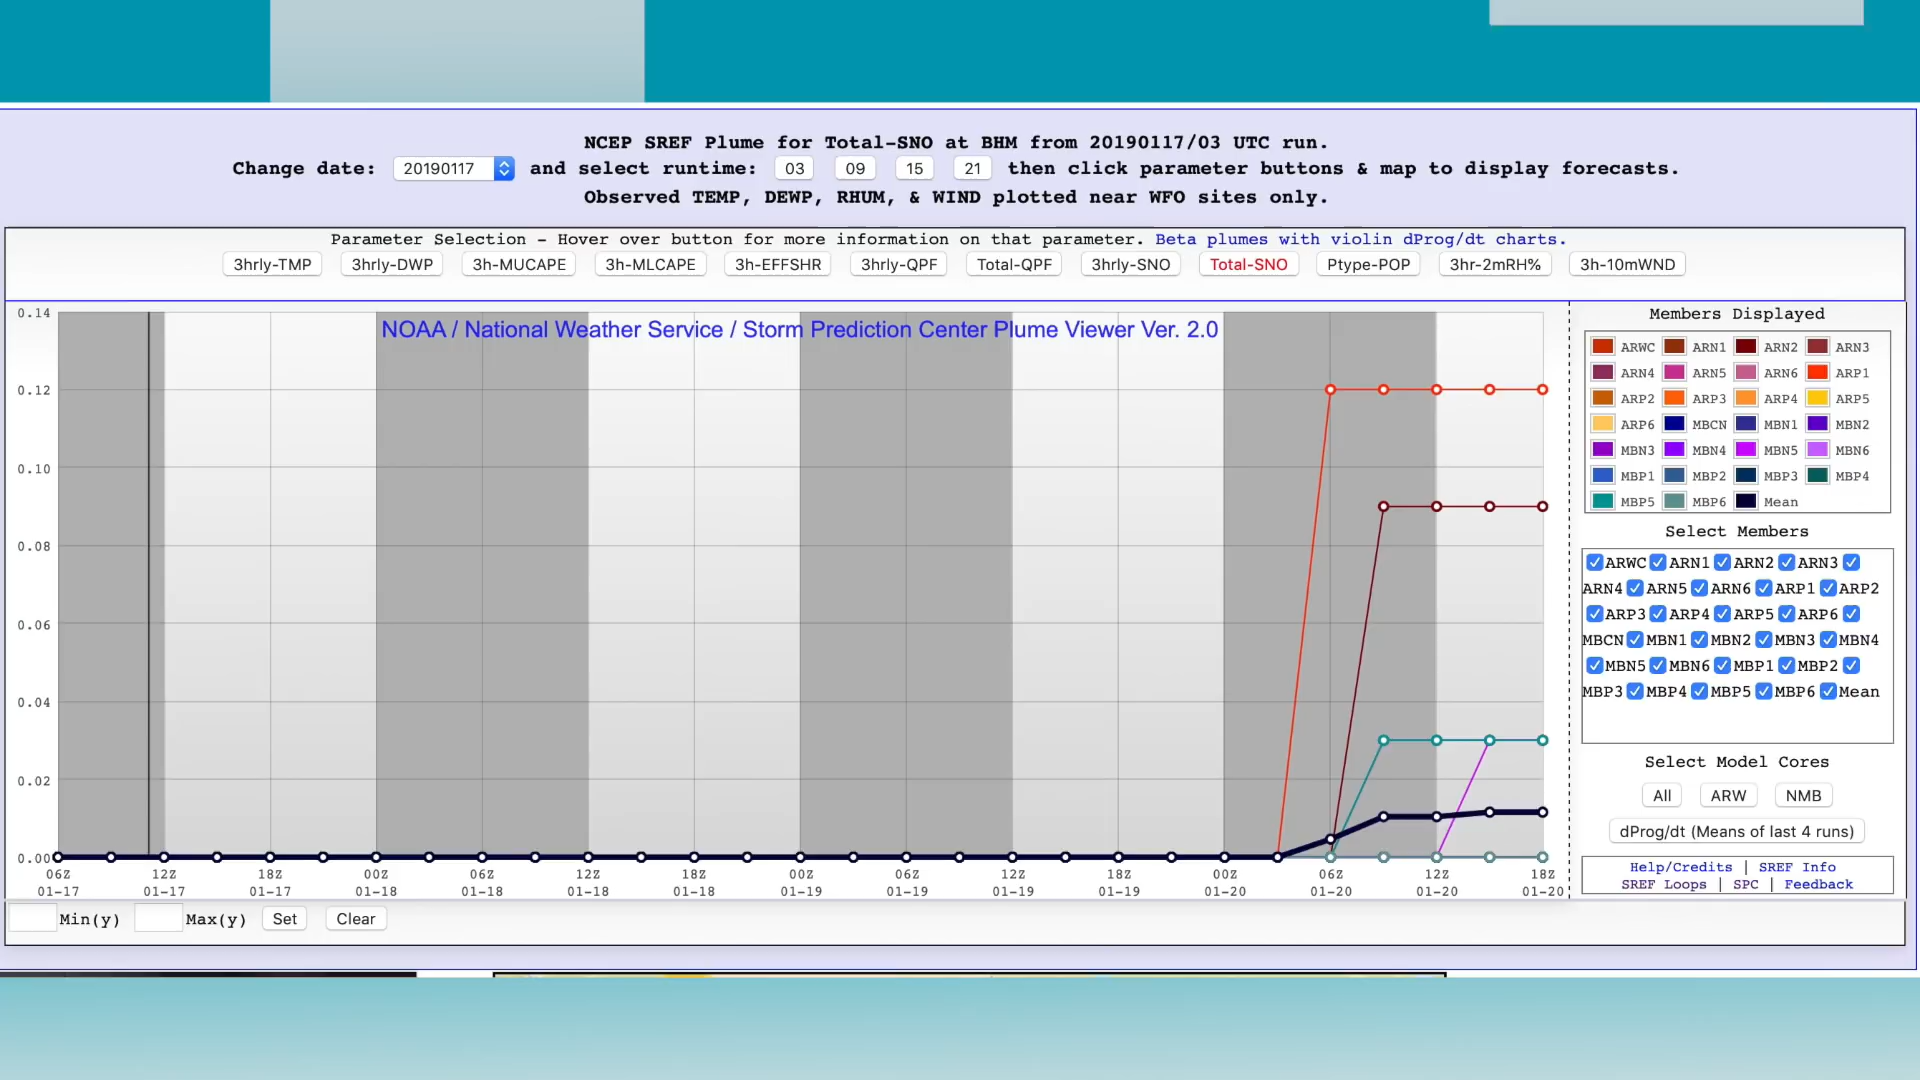 NCEP SREF Plume for Total-SNO at BHM from 20190117/03 UTC run.
Change date: 20190117 and select runtime: 03 09 15 21 then click parameter buttons & map to display forecasts.
Observed TEMP, DEWP, RHUM, & WIND plotted near WFO sites only.
Parameter Selection - Hover over button for more information on that parameter. Beta plumes with violin dProg/dt charts.
3hrly-TMP 3hrly-DWP 3h-MUCAPE 3h-MLCAPE 3h-EFFSHR 3hrly-QPF Total-QPF 3hrly-SNO Total-SNO Ptype-POP 3hr-2mRH% 3h-10mWND
NOAA / National Weather Service / Storm Prediction Center Plume Viewer Ver. 2.0
0.14
0.12
0.10
0.08
0.06
0.04
0.02
0.00
06Z 12Z 18Z 00Z 06Z 12Z 18Z 00Z 06Z 12Z 18Z 00Z 06Z 12Z 18Z
01-17 01-17 01-17 01-18 01-18 01-18 01-18 01-19 01-19 01-19 01-19 01-20 01-20 01-20 01-20
Members Displayed
ARWC ARN1 ARN2 ARN3
ARN4 ARN5 ARN6 ARP1
ARP2 ARP3 ARP4 ARP5
ARP6 MBCN MBN1 MBN2
MBN3 MBN4 MBN5 MBN6
MBP1 MBP2 MBP3 MBP4
MBP5 MBP6 Mean
Select Members
ARWC ARN1 ARN2 ARN3
ARN4 ARN5 ARN6 ARP1 ARP2
ARP3 ARP4 ARP5 ARP6
MBCN MBN1 MBN2 MBN3 MBN4
MBN5 MBN6 MBP1 MBP2
MBP3 MBP4 MBP5 MBP6 Mean
Select Model Cores
All ARW NMB
dProg/dt (Means of last 4 runs)
Help/Credits | SREF Info
SREF Loops | SPC | Feedback
Min(y) Max(y) Set Clear